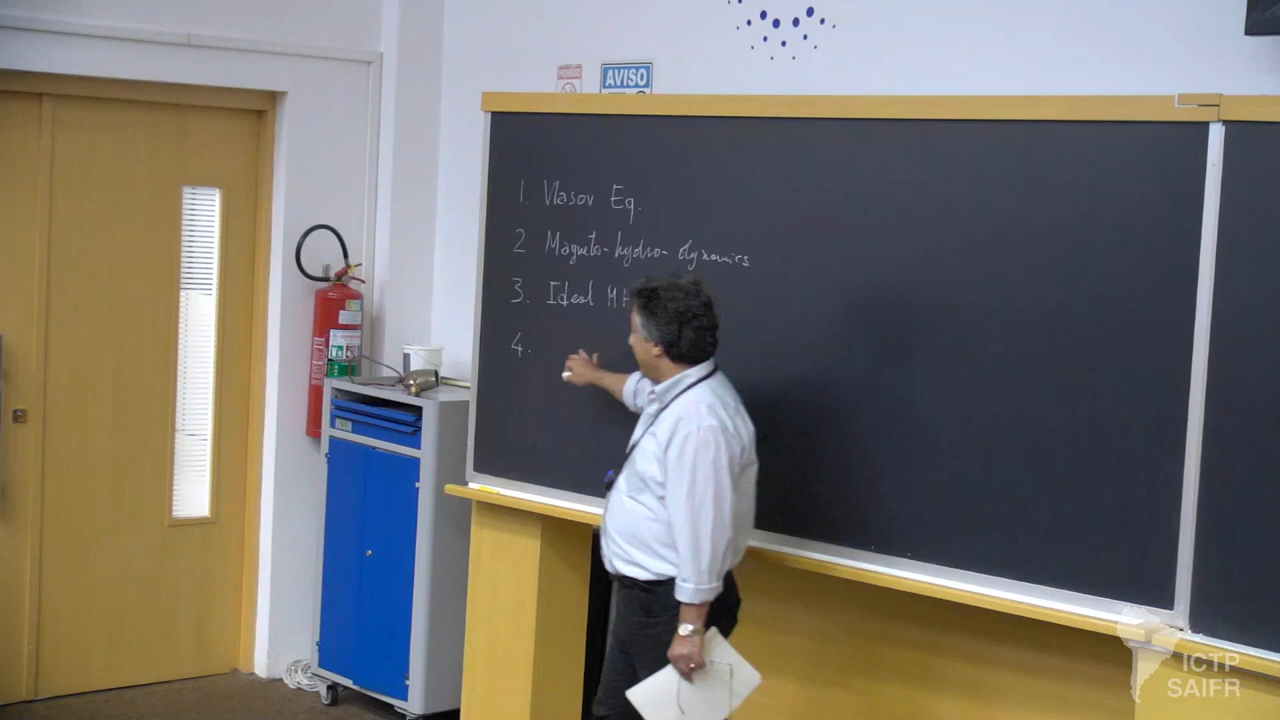 AVISO
1. Vlasov Eq.
2 Magneto-hydro-dynamics
3. Ideal MH
4.
ICTP
SAIFR